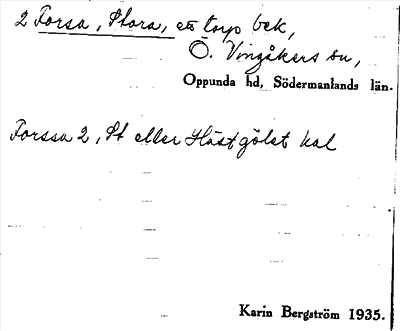 2 Forsa, Stora, ett torp bek,
Ö. Vingåkers sn,
Oppunda hd, Södermanlands län.
Forssa 2, St eller Hästgölet kal
Karin Bergström 1935.